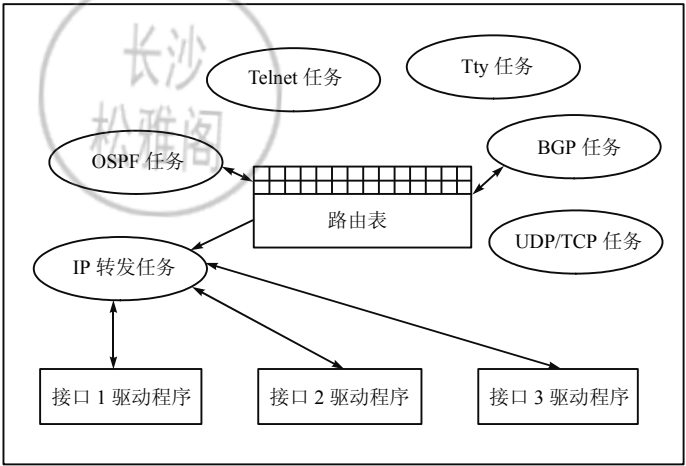 长沙
松雅阁
Telnet 任务
Tty 任务
OSPF 任务
BGP 任务
路由表
UDP/TCP 任务
IP 转发任务
接口 1 驱动程序
接口 2 驱动程序
接口 3 驱动程序